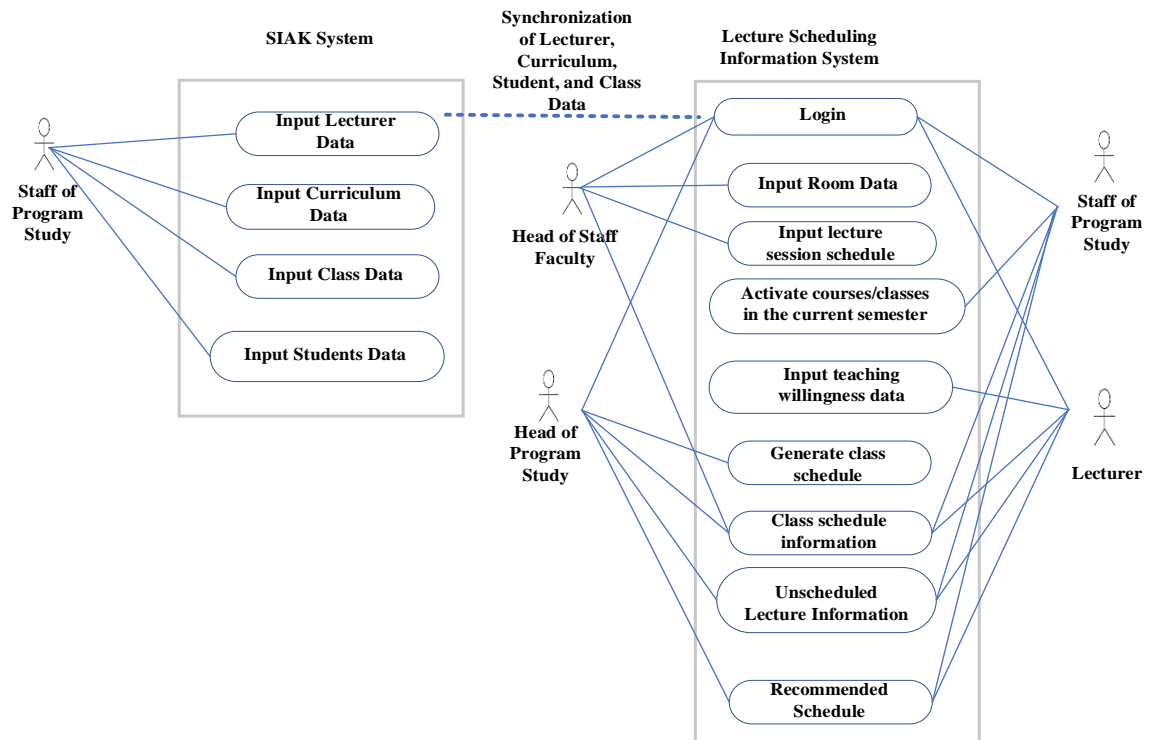 SIAK System
Synchronization
of Lecturer,
Curriculum,
Student, and Class
Data
Lecture Scheduling
Information System
Input Lecturer
Data
Input Curriculum
Data
Input Class Data
Input Students Data
Staff of
Program
Study
Login
Input Room Data
Input lecture
session schedule
Activate courses/classes
in the current semester
Input teaching
willingness data
Generate class
schedule
Class schedule
information
Unscheduled
Lecture Information
Recommended
Schedule
Head of Staff
Faculty
Head of
Program
Study
Staff of
Program
Study
Lecturer